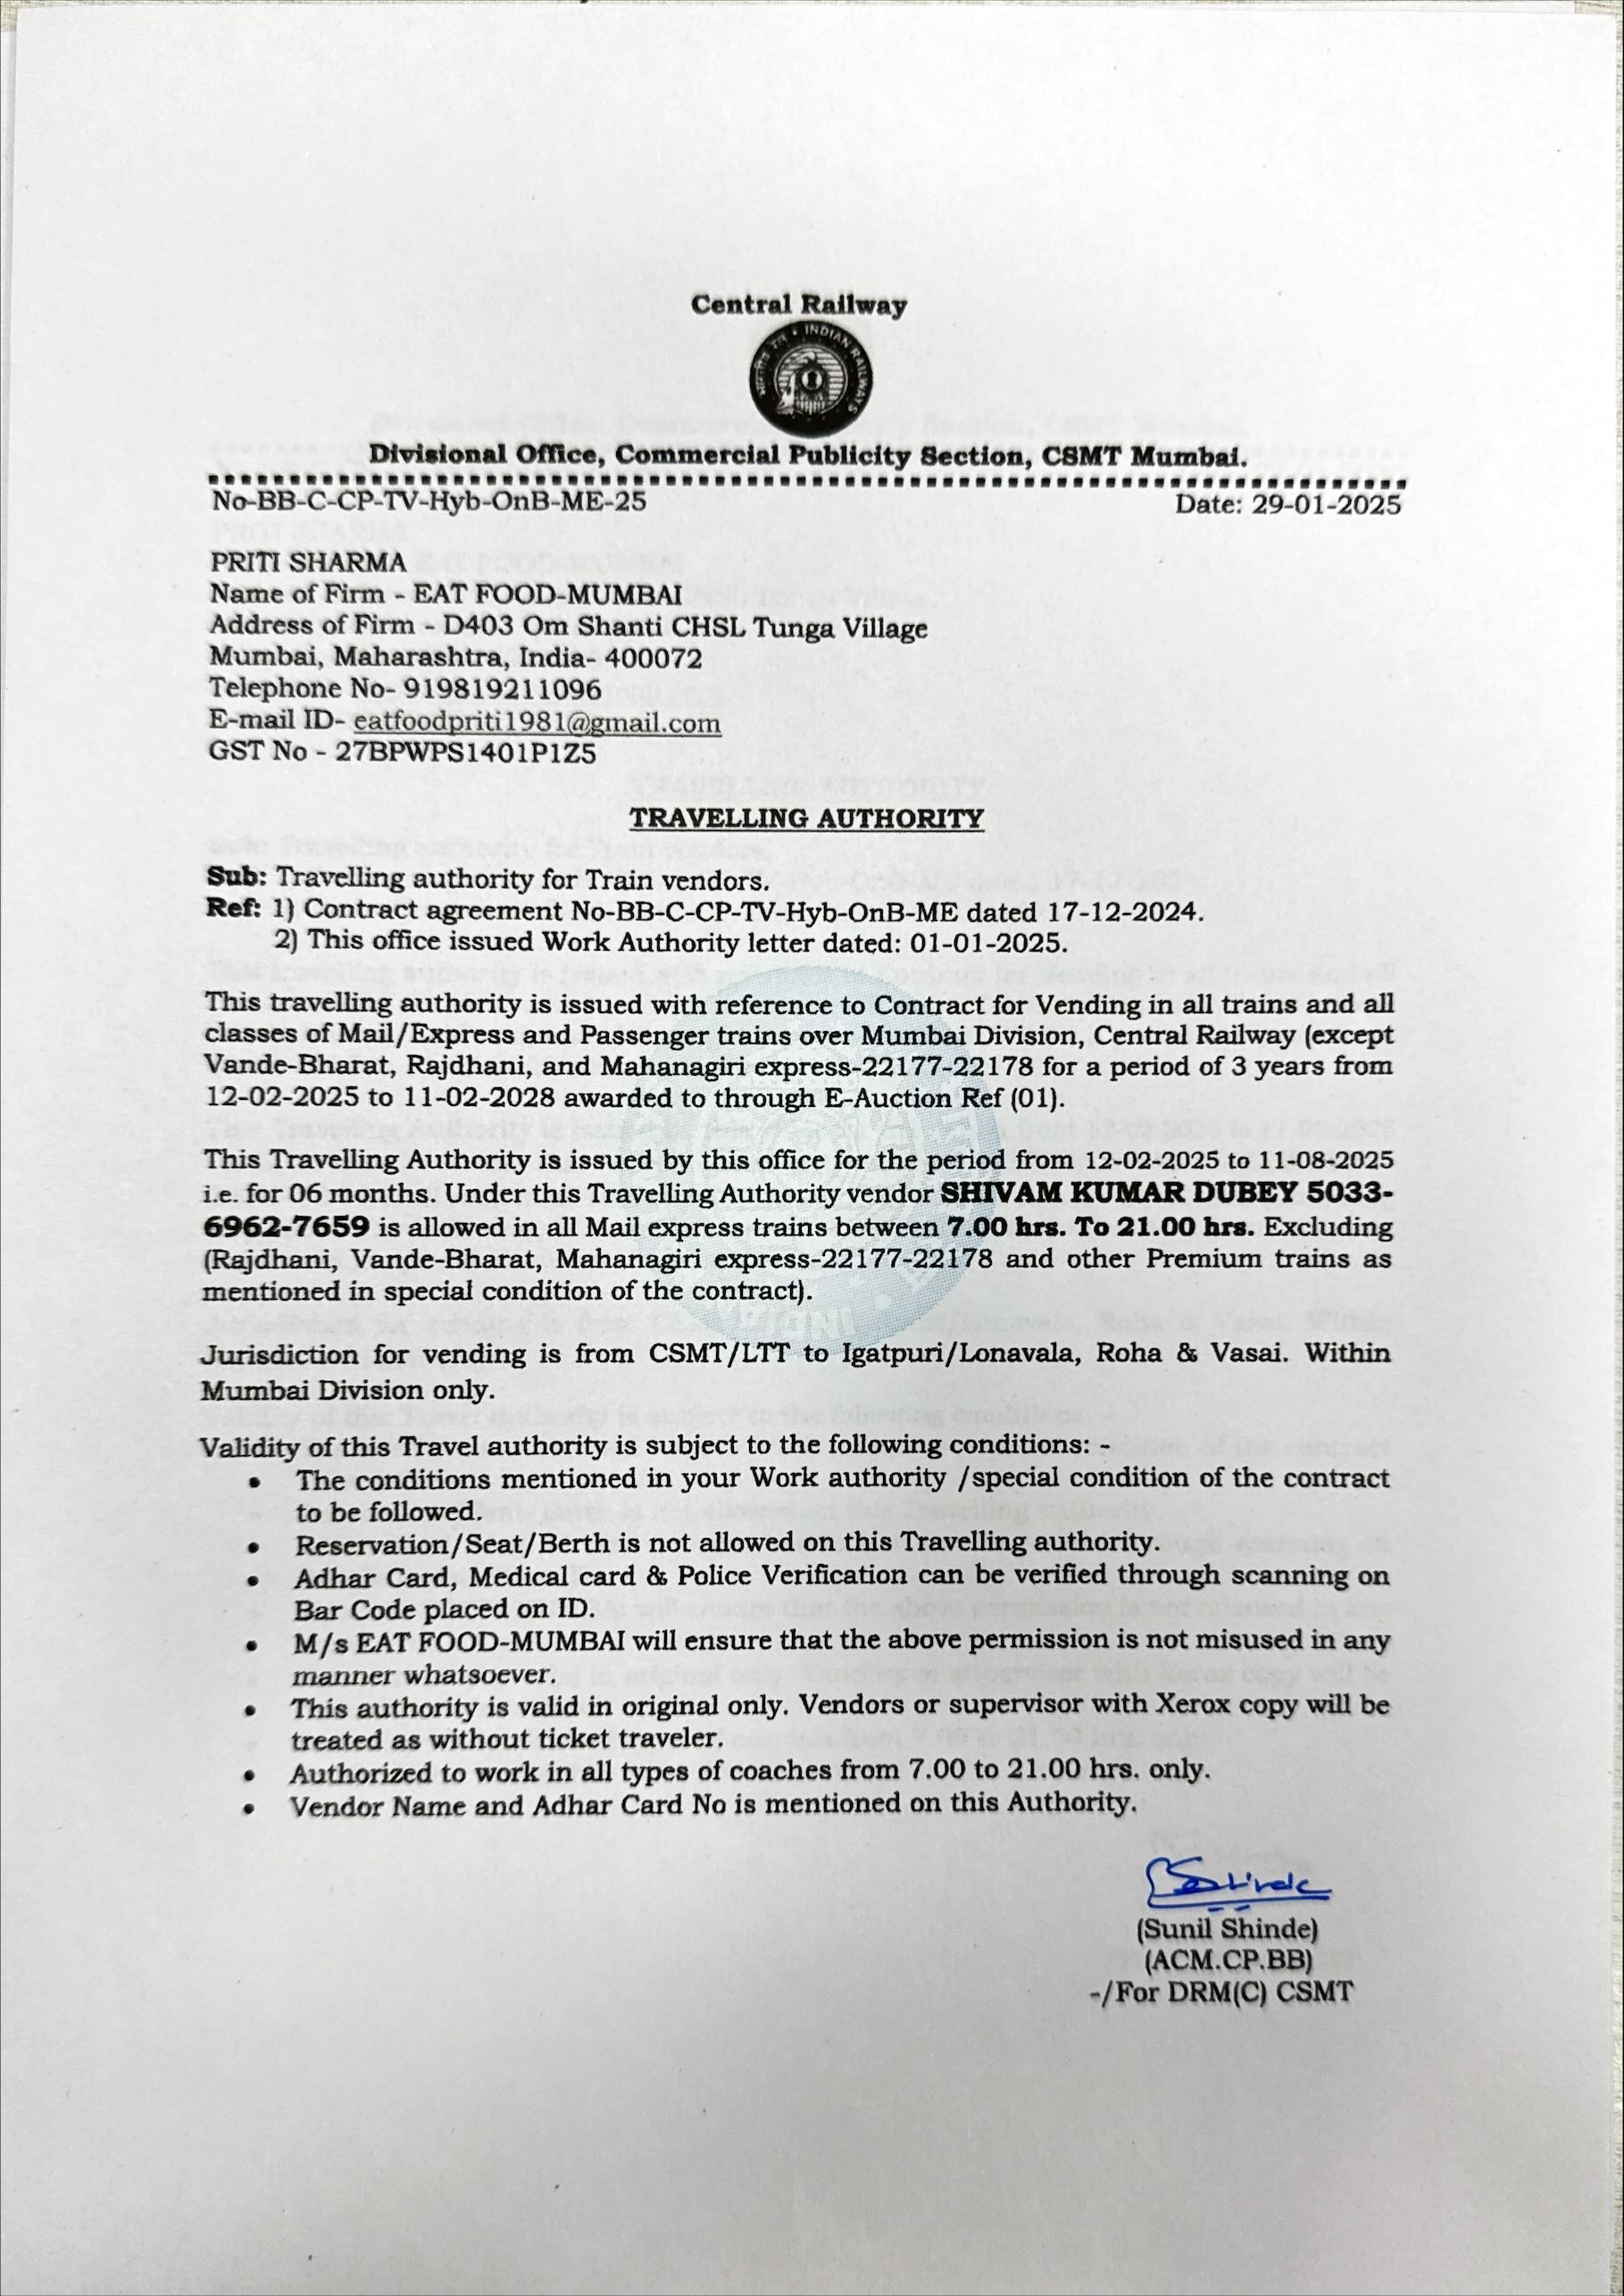 Central Railway
भारतीय रेल • INDIAN RAILWAYS
Divisional Office, Commercial Publicity Section, CSMT Mumbai.
No-BB-C-CP-TV-Hyb-OnB-ME-25 Date: 29-01-2025
PRITI SHARMA
Name of Firm - EAT FOOD-MUMBAI
Address of Firm - D403 Om Shanti CHSL Tunga Village
Mumbai, Maharashtra, India- 400072
Telephone No- 919819211096
E-mail ID- eatfoodpriti1981@gmail.com
GST No - 27BPWPS1401P1Z5
TRAVELLING AUTHORITY
Sub: Travelling authority for Train vendors.
Ref: 1) Contract agreement No-BB-C-CP-TV-Hyb-OnB-ME dated 17-12-2024.
2) This office issued Work Authority letter dated: 01-01-2025.
This travelling authority is issued with reference to Contract for Vending in all trains and all
classes of Mail/Express and Passenger trains over Mumbai Division, Central Railway (except
Vande-Bharat, Rajdhani, and Mahanagiri express-22177-22178 for a period of 3 years from
12-02-2025 to 11-02-2028 awarded to through E-Auction Ref (01).
This Travelling Authority is issued by this office for the period from 12-02-2025 to 11-08-2025
i.e. for 06 months. Under this Travelling Authority vendor SHIVAM KUMAR DUBEY 5033-
6962-7659 is allowed in all Mail express trains between 7.00 hrs. To 21.00 hrs. Excluding
(Rajdhani, Vande-Bharat, Mahanagiri express-22177-22178 and other Premium trains as
mentioned in special condition of the contract).
Jurisdiction for vending is from CSMT/LTT to Igatpuri/Lonavala, Roha & Vasai. Within
Mumbai Division only.
Validity of this Travel authority is subject to the following conditions: -
• The conditions mentioned in your Work authority /special condition of the contract
to be followed.
• Reservation/Seat/Berth is not allowed on this Travelling authority.
• Adhar Card, Medical card & Police Verification can be verified through scanning on
Bar Code placed on ID.
• M/s EAT FOOD-MUMBAI will ensure that the above permission is not misused in any
manner whatsoever.
• This authority is valid in original only. Vendors or supervisor with Xerox copy will be
treated as without ticket traveler.
• Authorized to work in all types of coaches from 7.00 to 21.00 hrs. only.
• Vendor Name and Adhar Card No is mentioned on this Authority.
(Sunil Shinde)
(ACM.CP.BB)
-/For DRM(C) CSMT